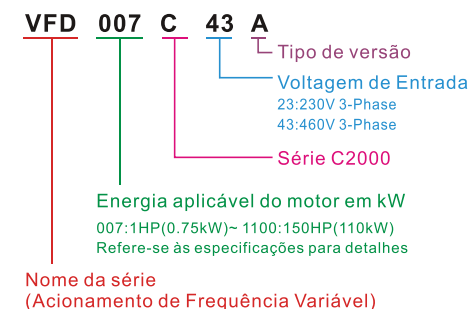 VFD 007 C 43 A
Tipo de versão
Voltagem de Entrada
23:230V 3-Phase
43:460V 3-Phase
Série C2000
Energia aplicável do motor em kW
007:1HP(0.75kW)~ 1100:150HP(110kW)
Refere-se às especificações para detalhes
Nome da série
(Acionamento de Frequência Variável)